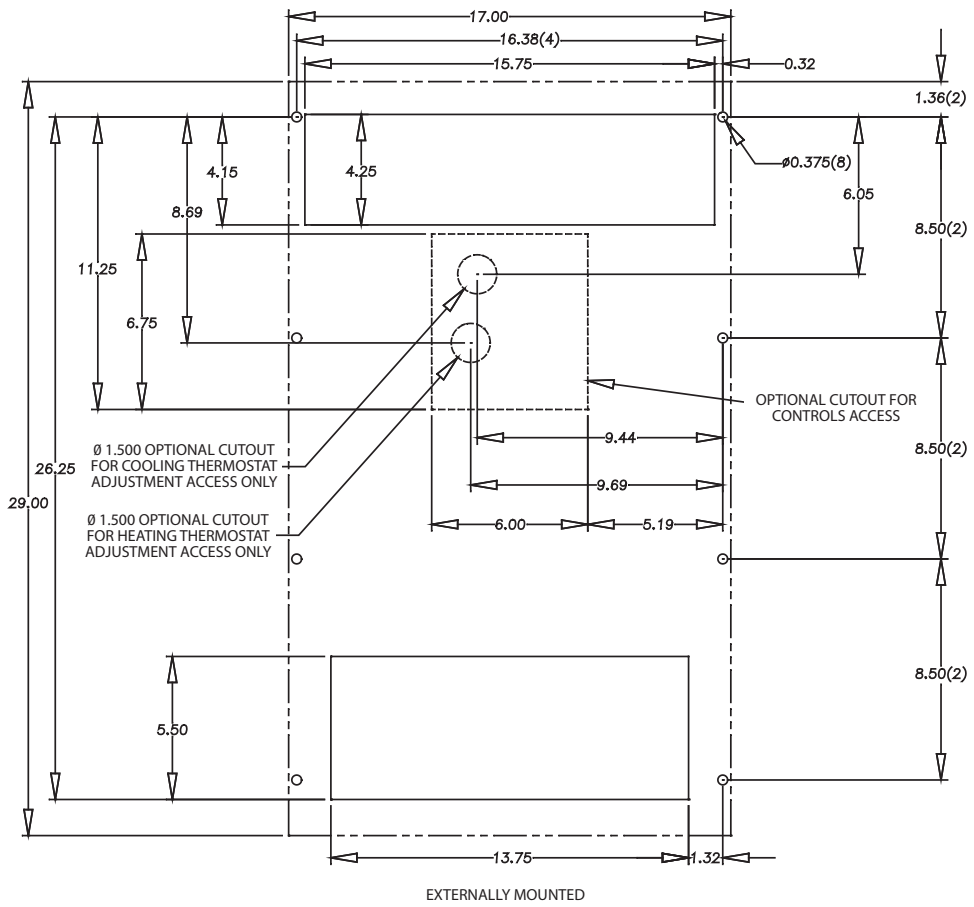 17.00
16.38(4)
15.75
0.32
1.36(2)
Ø0.375(8)
4.15
4.25
6.05
8.69
8.50(2)
11.25
6.75
OPTIONAL CUTOUT FOR
CONTROLS ACCESS
9.44
Ø 1.500 OPTIONAL CUTOUT
FOR COOLING THERMOSTAT
ADJUSTMENT ACCESS ONLY
8.50(2)
26.25
9.69
29.00
Ø 1.500 OPTIONAL CUTOUT
FOR HEATING THERMOSTAT
ADJUSTMENT ACCESS ONLY
6.00
5.19
8.50(2)
5.50
13.75
1.32
EXTERNALLY MOUNTED